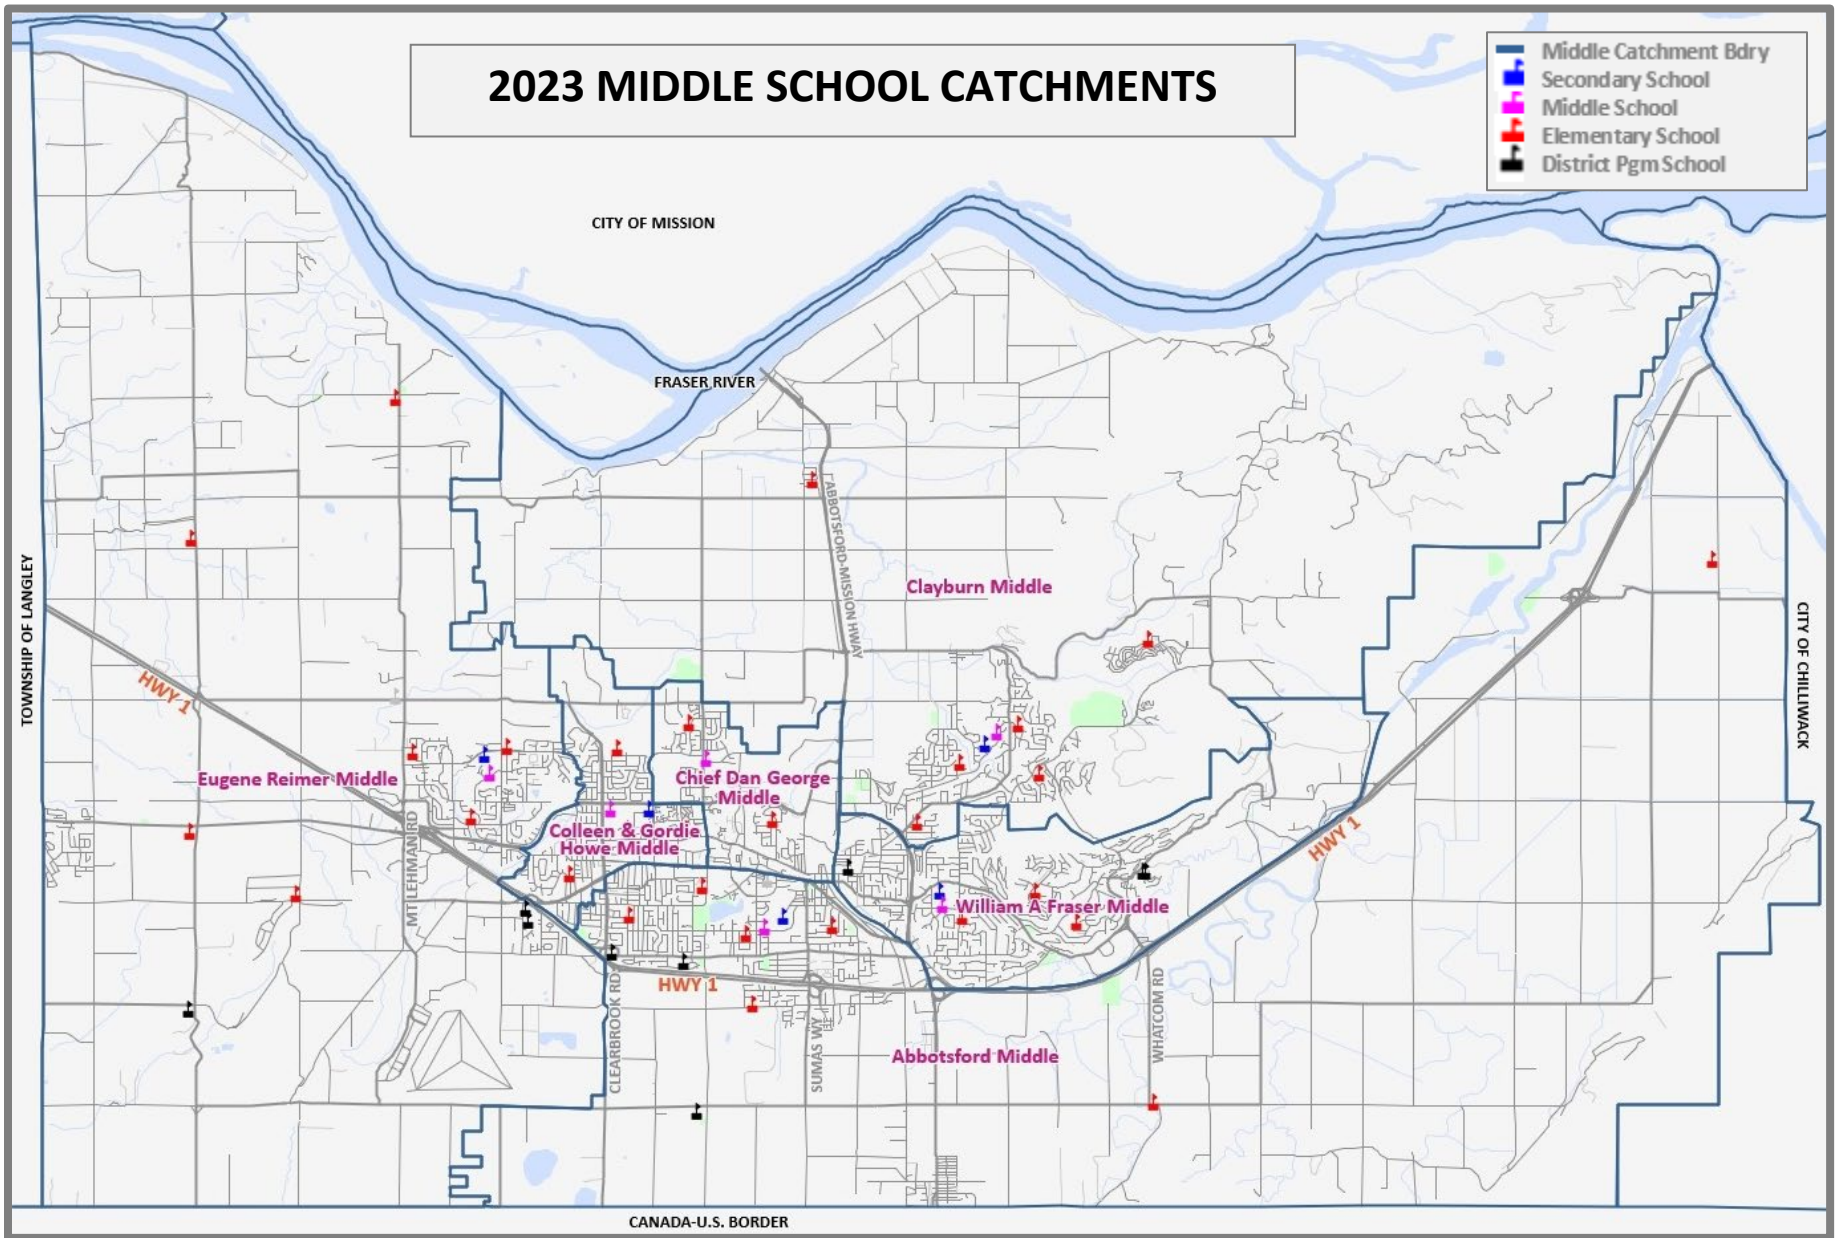 2023 MIDDLE SCHOOL CATCHMENTS
Middle Catchment Bdry
Secondary School
Middle School
Elementary School
District Pgm School
CITY OF MISSION
FRASER RIVER
ABBOTSFORD-MISSION HWAY
TOWNSHIP OF LANGLEY
Clayburn Middle
CITY OF CHILLIWACK
HWY 1
Eugene Reimer Middle
Chief Dan George
Middle
Colleen & Gordie
Howe Middle
MT LEHMAN RD
HWY 1
William A Fraser Middle
HWY 1
CLEARBROOK RD
SUMAS WY
WHATCOM RD
Abbotsford Middle
CANADA-U.S. BORDER